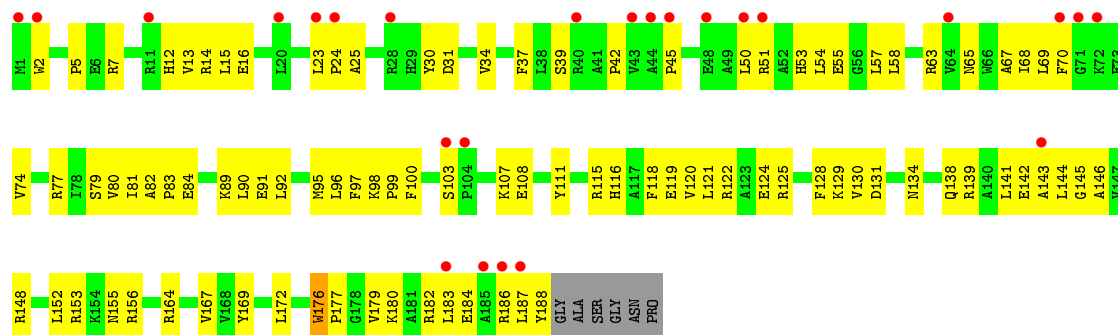 M1 W2 P5 E6 R7 R11 H12 V13 R14 L15 E16 L20 L23 P24 A25 R28 H29 Y30 D31 V34 F37 L38 S39 R40 A41 P42 V43 A44 P45 E48 A49 L50 R51 A52 H53 L54 E55 G56 L57 L58 R63 V64 N65 W66 A67 I68 L69 F70 G71 K72
V74 R77 I78 S79 V80 I81 A82 P83 E84 K89 L90 E91 L92 M95 L96 F97 K98 P99 F100 S103 P104 K107 E108 Y111 R115 H116 A117 F118 E119 V120 L121 R122 A123 E124 R125 F128 K129 V130 D131 N134 Q138 R139 A140 L141 E142 A143 L144 G145 A146
R148 L152 R153 K154 N155 R156 R164 V167 V168 Y169 L172 W176 P177 G178 V179 K180 A181 R182 L183 E184 A185 R186 L187 Y188 GLY ALA SER GLY ASN PRO